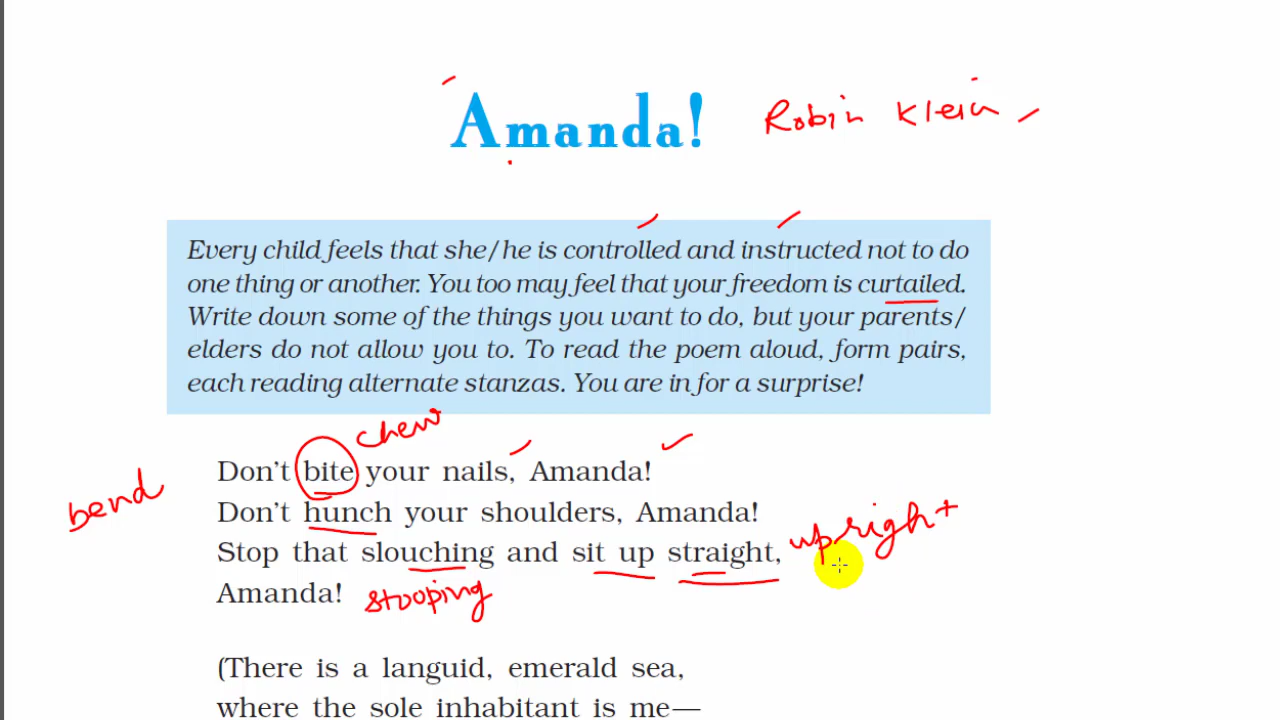 Amanda! Robin Klein
Every child feels that she/he is controlled and instructed not to do
one thing or another. You too may feel that your freedom is curtailed.
Write down some of the things you want to do, but your parents/
elders do not allow you to. To read the poem aloud, form pairs,
each reading alternate stanzas. You are in for a surprise!
chew
Don't bite your nails, Amanda!
bend
Don't hunch your shoulders, Amanda!
Stop that slouching and sit up straight, upright
Amanda! stooping
(There is a languid, emerald sea,
where the sole inhabitant is me—